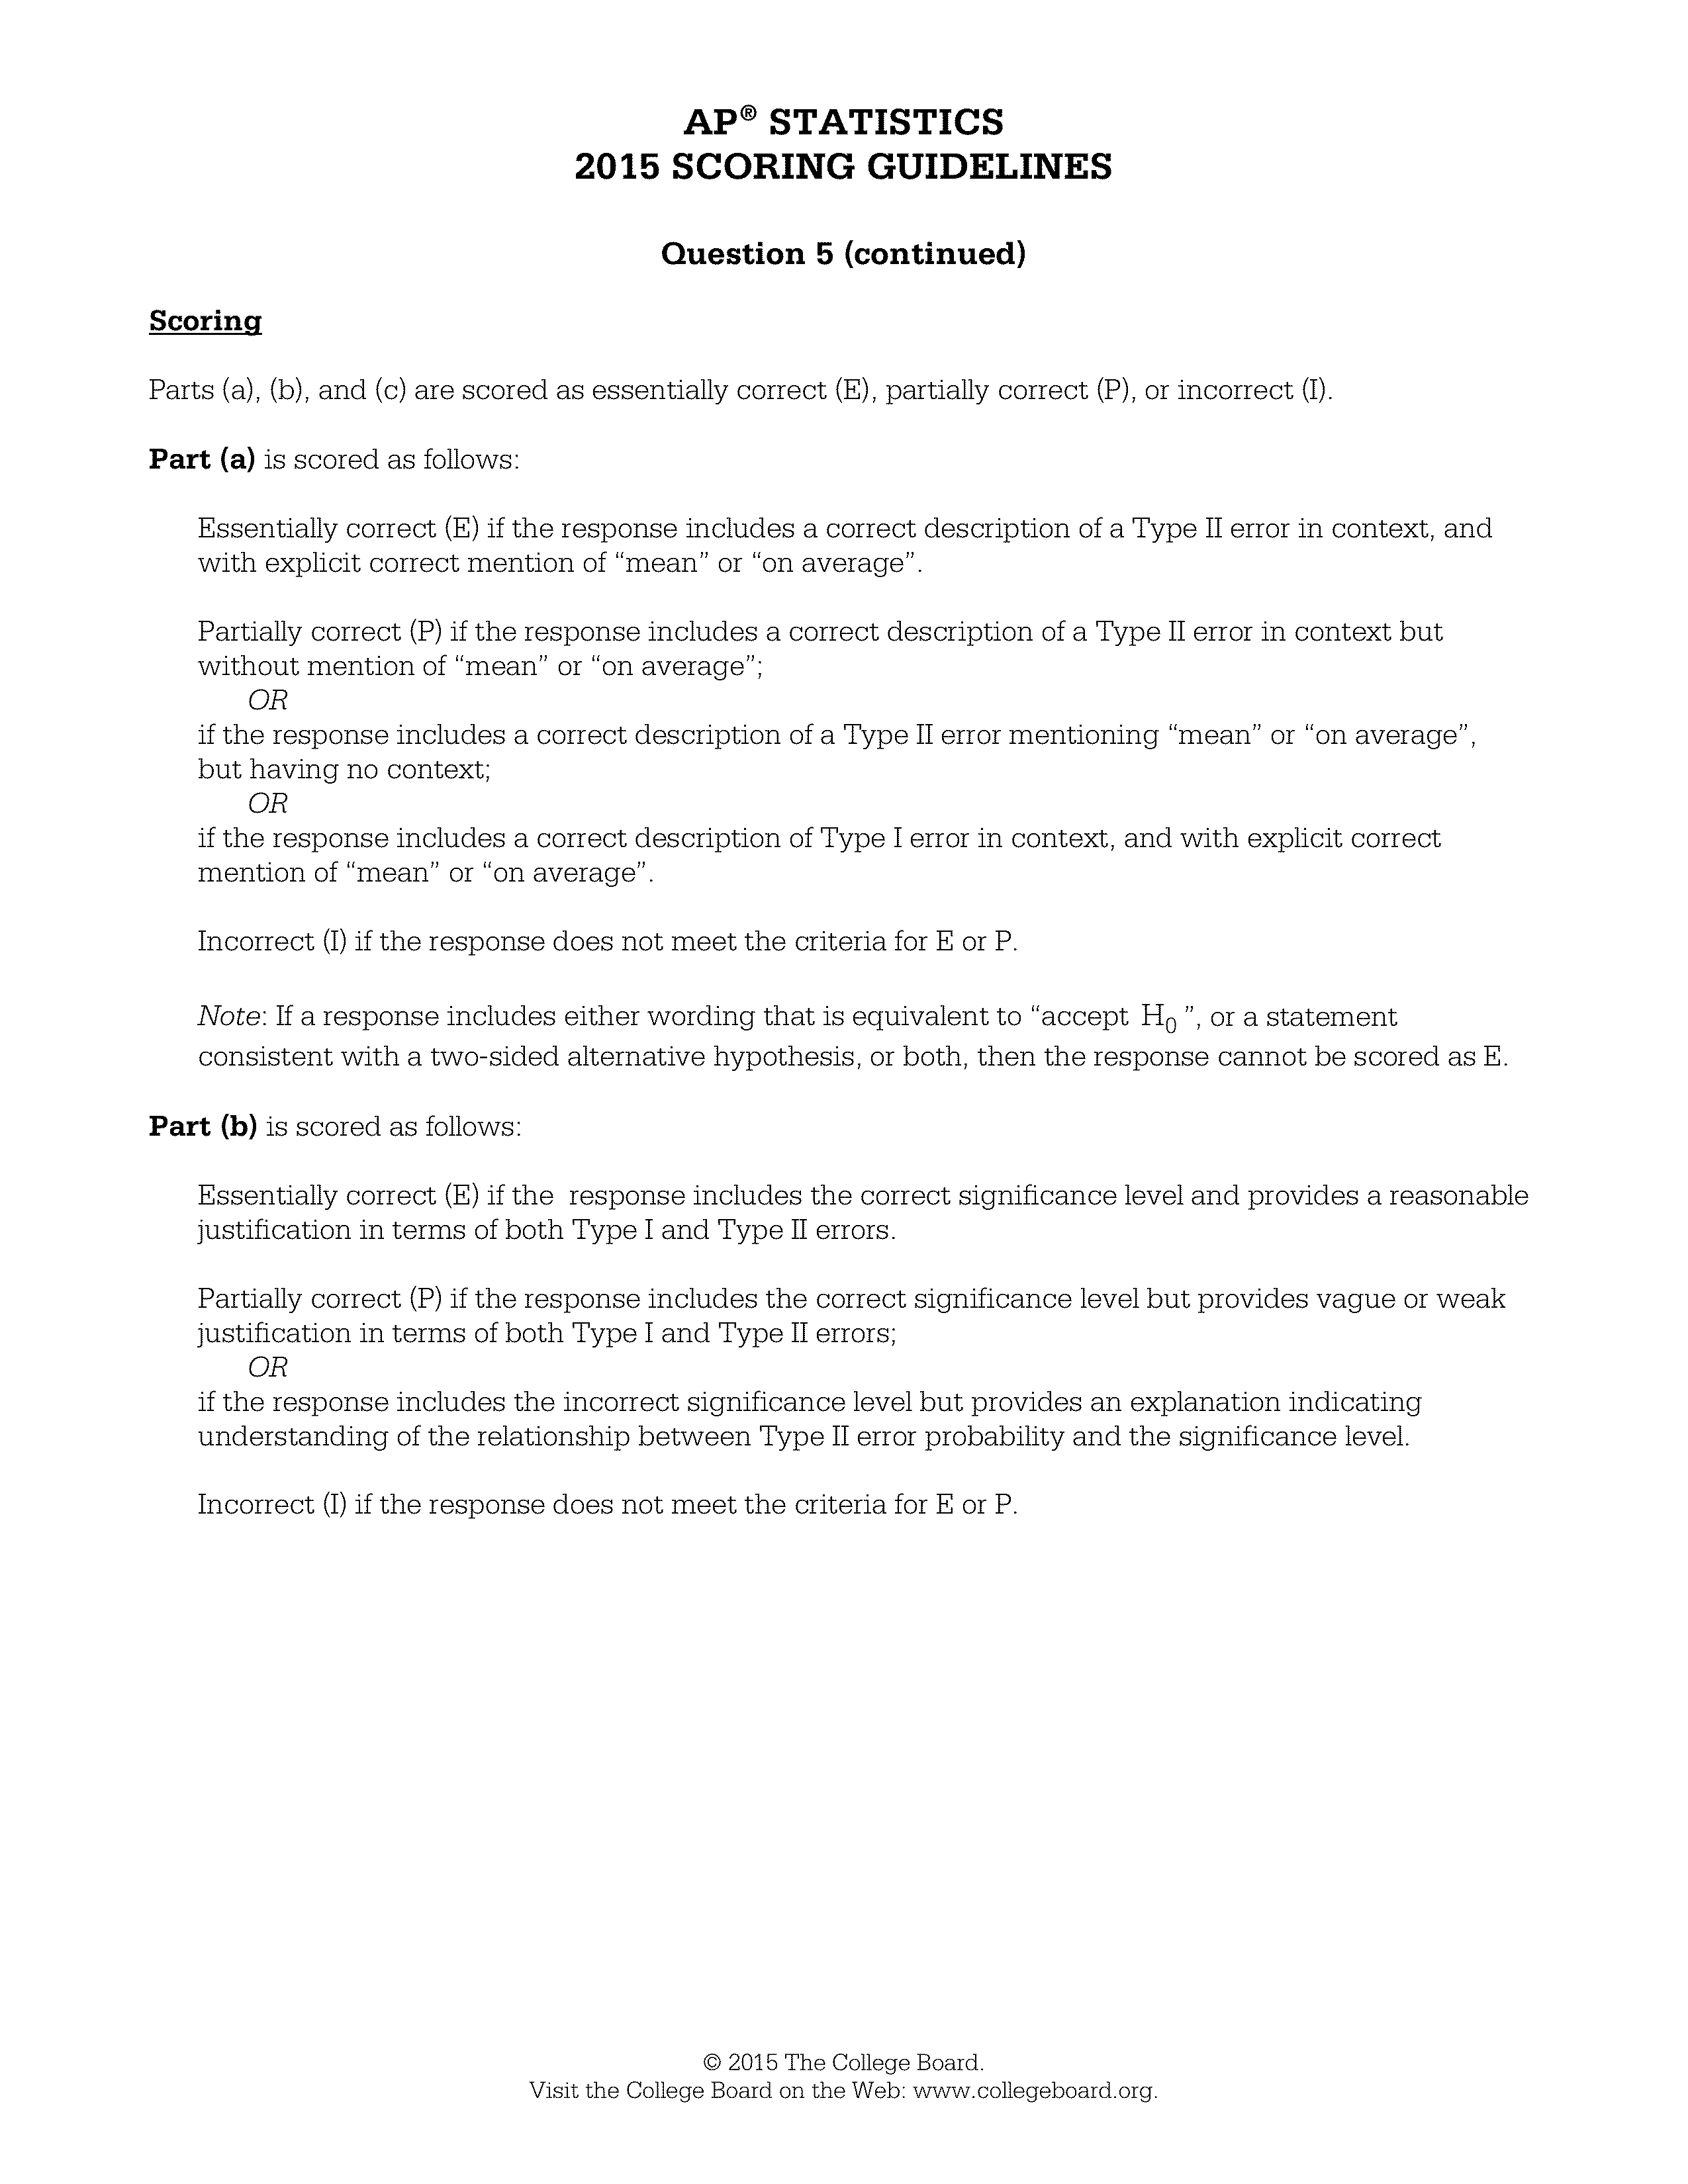 AP® STATISTICS
2015 SCORING GUIDELINES
Question 5 (continued)
Scoring
Parts (a), (b), and (c) are scored as essentially correct (E), partially correct (P), or incorrect (I).
Part (a) is scored as follows:
Essentially correct (E) if the response includes a correct description of a Type II error in context, and
with explicit correct mention of “mean” or “on average”.
Partially correct (P) if the response includes a correct description of a Type II error in context but
without mention of “mean” or “on average”;
OR
if the response includes a correct description of a Type II error mentioning “mean” or “on average”,
but having no context;
OR
if the response includes a correct description of Type I error in context, and with explicit correct
mention of “mean” or “on average”.
Incorrect (I) if the response does not meet the criteria for E or P.
Note: If a response includes either wording that is equivalent to “accept H₀ ”, or a statement
consistent with a two-sided alternative hypothesis, or both, then the response cannot be scored as E.
Part (b) is scored as follows:
Essentially correct (E) if the response includes the correct significance level and provides a reasonable
justification in terms of both Type I and Type II errors.
Partially correct (P) if the response includes the correct significance level but provides vague or weak
justification in terms of both Type I and Type II errors;
OR
if the response includes the incorrect significance level but provides an explanation indicating
understanding of the relationship between Type II error probability and the significance level.
Incorrect (I) if the response does not meet the criteria for E or P.
© 2015 The College Board.
Visit the College Board on the Web: www.collegeboard.org.